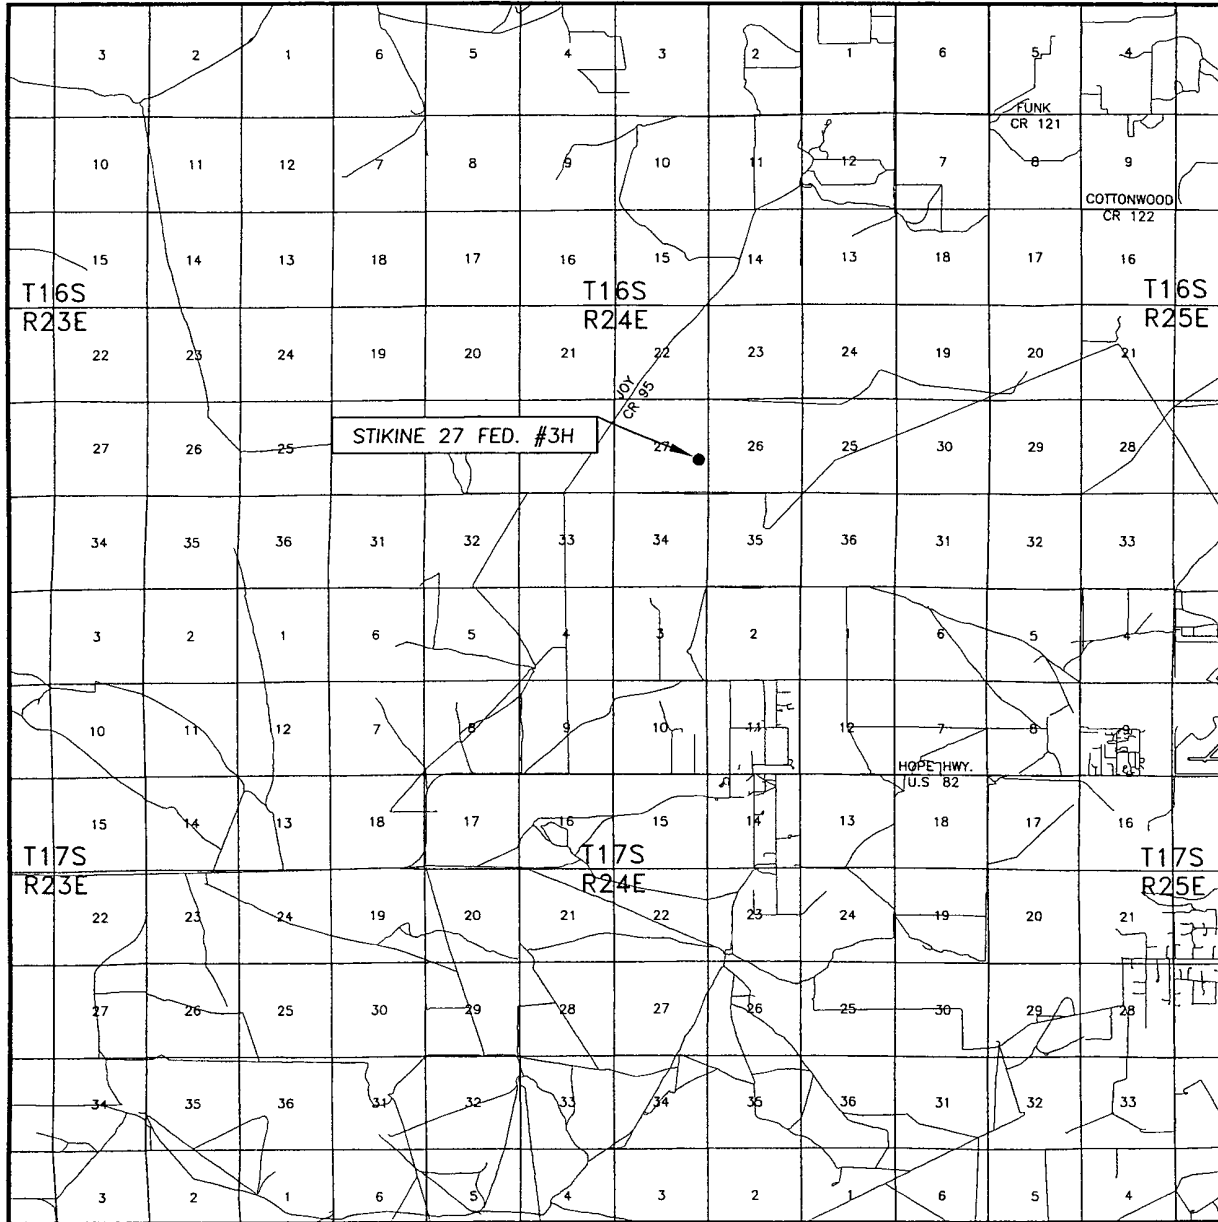 3 2 1 6 5 4 3 2 1 6 5 4
FUNK
CR 121
10 11 12 7 8 9 10 11 12 7 8 9
COTTONWOOD
CR 122
15 14 13 18 17 16 15 14 13 18 17 16
T16S T16S T16S
R23E R24E R25E
22 23 24 19 20 21 22 23 24 19 20 21
JOY
CR 95
STIKINE 27 FED. #3H
27 26 25 27 26 25 30 29 28
34 35 36 31 32 33 34 35 36 31 32 33
3 2 1 6 5 4 3 2 1 6 5 4
10 11 12 7 8 9 10 11 12 7 8 9
HOPE HWY.
U.S 82
15 14 13 18 17 16 15 14 13 18 17 16
T17S T17S T17S
R23E R24E R25E
22 23 24 19 20 21 22 23 24 19 20 21
27 26 25 30 29 28 27 26 25 30 29 28
34 35 36 31 32 33 34 35 36 31 32 33
3 2 1 6 5 4 3 2 1 6 5 4